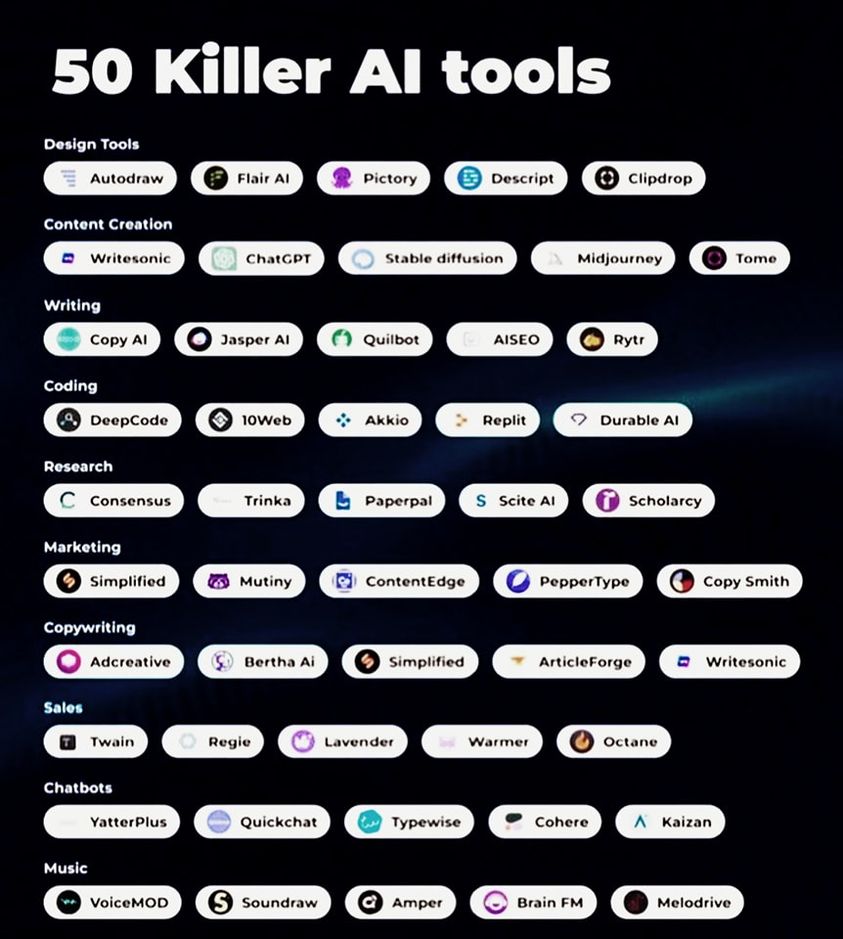 50 Killer AI tools
Design Tools
Autodraw Flair AI Pictory Descript Clipdrop
Content Creation
Writesonic ChatGPT Stable diffusion Midjourney Tome
Writing
Copy AI Jasper AI Quilbot AISEO Rytr
Coding
DeepCode 10Web Akkio Replit Durable AI
Research
Consensus Trinka Paperpal Scite AI Scholarcy
Marketing
Simplified Mutiny ContentEdge PepperType Copy Smith
Copywriting
Adcreative Bertha Ai Simplified ArticleForge Writesonic
Sales
Twain Regie Lavender Warmer Octane
Chatbots
YatterPlus Quickchat Typewise Cohere Kaizan
Music
VoiceMOD Soundraw Amper Brain FM Melodrive